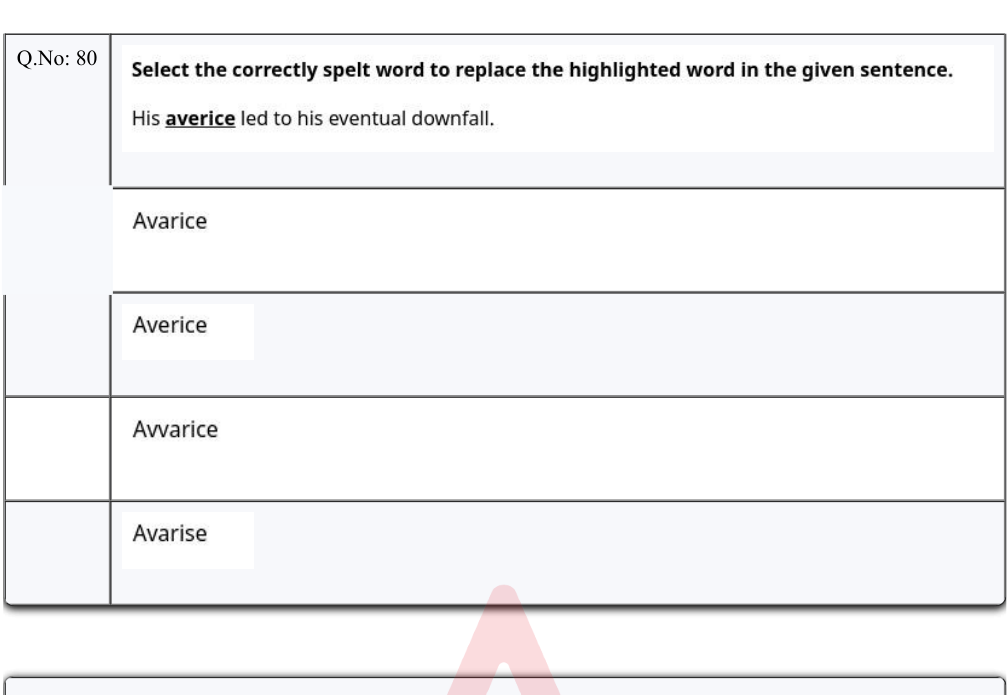 Q.No: 80
Select the correctly spelt word to replace the highlighted word in the given sentence.
His averice led to his eventual downfall.
Avarice
Averice
Avvarice
Avarise